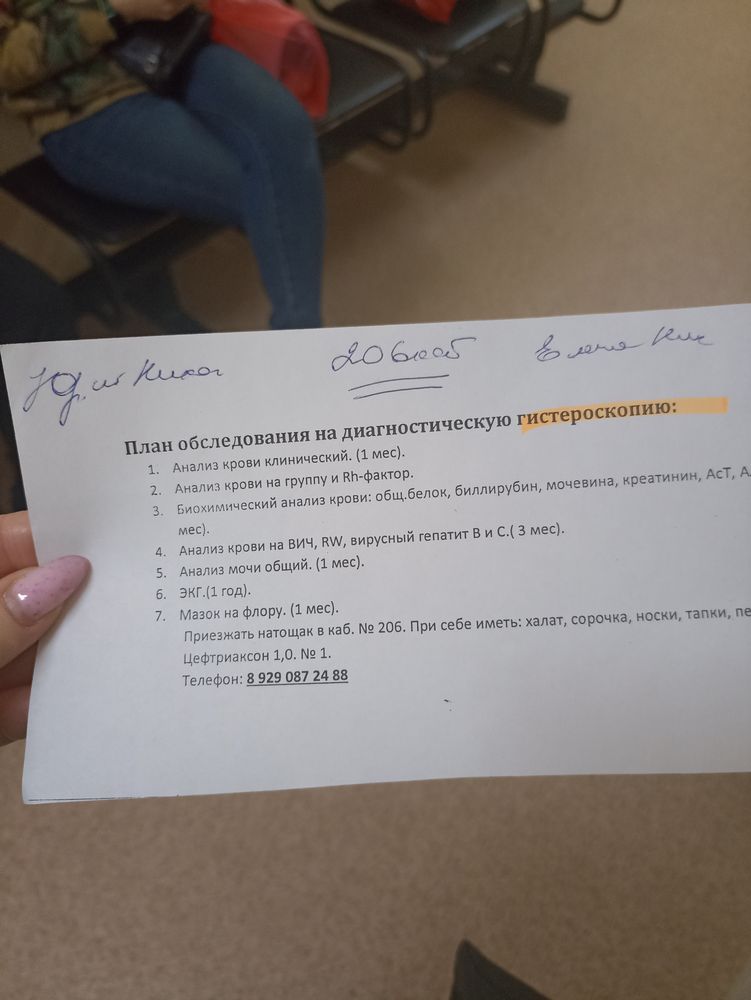 206каб Елена Ник
План обследования на диагностическую гистероскопию:
1. Анализ крови клинический. (1 мес).
2. Анализ крови на группу и Rh-фактор.
3. Биохимический анализ крови: общ.белок, биллирубин, мочевина, креатинин, АсТ,
мес).
4. Анализ крови на ВИЧ, RW, вирусный гепатит В и С.( 3 мес).
5. Анализ мочи общий. (1 мес).
6. ЭКГ.(1 год).
7. Мазок на флору. (1 мес).
Приезжать натощак в каб. № 206. При себе иметь: халат, сорочка, носки, тапки,
Цефтриаксон 1,0. № 1.
Телефон: 8 929 087 24 88